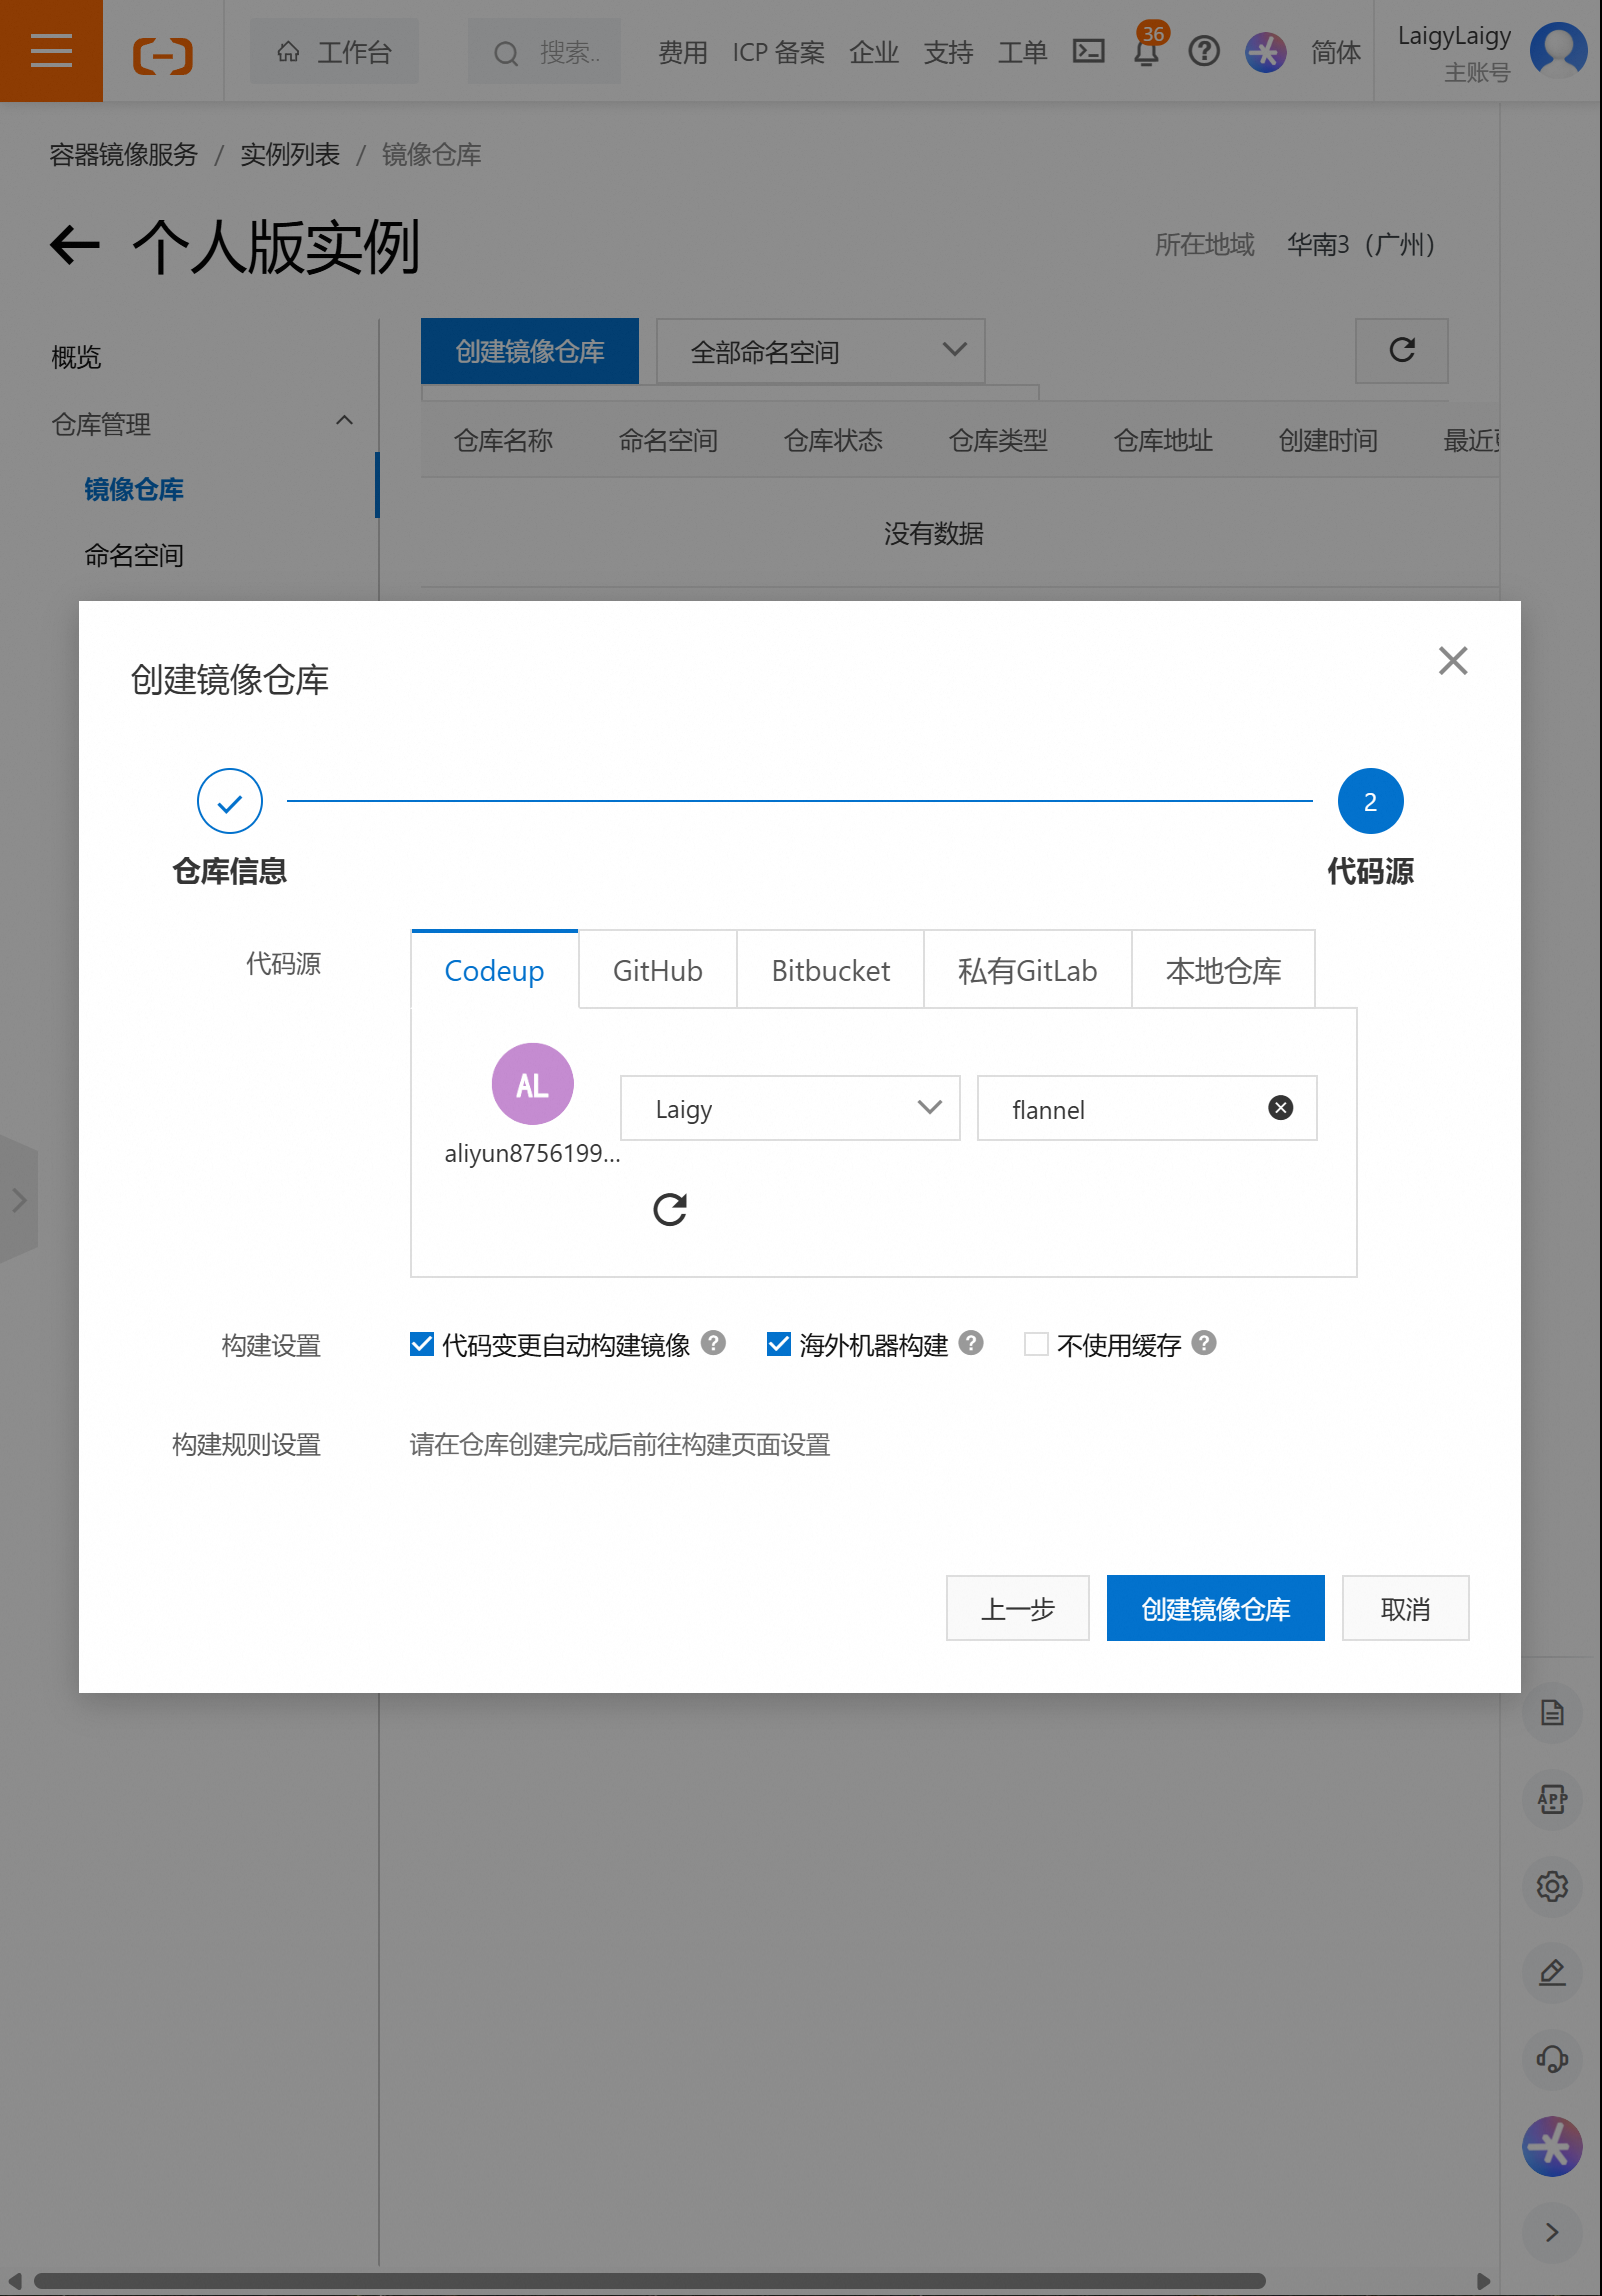 工作台
搜索..
费用
ICP 备案
企业
支持
工单
36
简体
LaigyLaigy
主账号
容器镜像服务 / 实例列表 / 镜像仓库
个人版实例
所在地域 华南3（广州）
概览
仓库管理
镜像仓库
命名空间
创建镜像仓库
全部命名空间
仓库名称 命名空间 仓库状态 仓库类型 仓库地址 创建时间 最近
没有数据
创建镜像仓库
2
仓库信息
代码源
代码源
Codeup GitHub Bitbucket 私有GitLab 本地仓库
AL
aliyun8756199...
Laigy
flannel
构建设置
代码变更自动构建镜像
海外机器构建
不使用缓存
构建规则设置
请在仓库创建完成后前往构建页面设置
上一步
创建镜像仓库
取消
APP